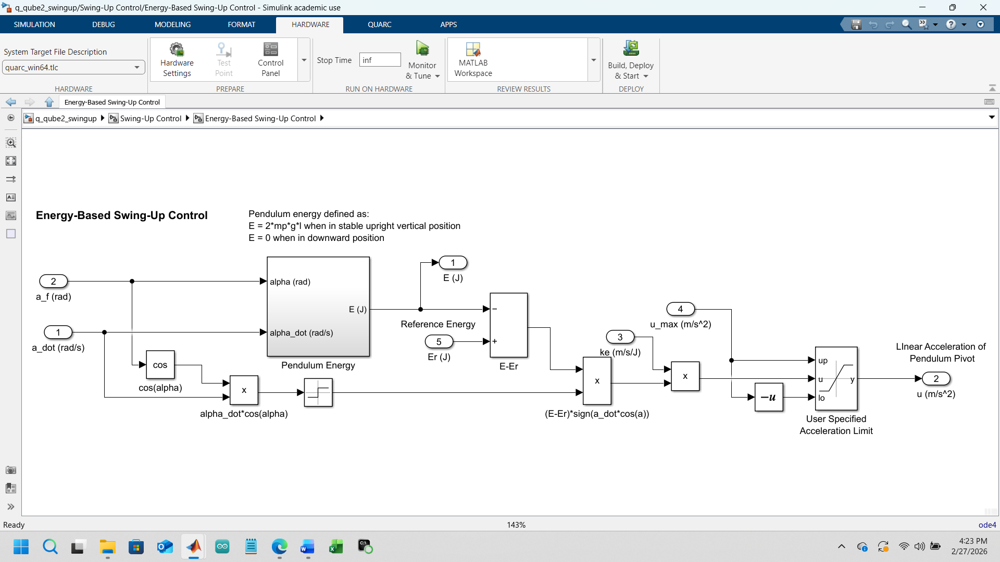 q_qube2_swingup/Swing-Up Control/Energy-Based Swing-Up Control - Simulink academic use
SIMULATION DEBUG MODELING FORMAT HARDWARE QUARC APPS
System Target File Description
quarc_win64.tlc
HARDWARE
Hardware
Settings
Test
Point
Control
Panel
PREPARE
Stop Time inf
Monitor
& Tune
RUN ON HARDWARE
MATLAB
Workspace
REVIEW RESULTS
Build, Deploy
& Start
DEPLOY
Energy-Based Swing-Up Control
q_qube2_swingup Swing-Up Control Energy-Based Swing-Up Control
Energy-Based Swing-Up Control
Pendulum energy defined as:
E = 2*mp*g*l when in stable upright vertical position
E = 0 when in downward position
2
a_f (rad)
1
a_dot (rad/s)
alpha (rad)
E (J)
alpha_dot (rad/s)
Pendulum Energy
1
E (J)
Reference Energy
5
Er (J)
−
+
E-Er
cos
cos(alpha)
x
alpha_dot*cos(alpha)
x
(E-Er)*sign(a_dot*cos(a))
3
ke (m/s/J)
x
4
u_max (m/s^2)
−u
up
u
lo
y
User Specified
Acceleration Limit
LInear Acceleration of
Pendulum Pivot
2
u (m/s^2)
Ready 143% ode4
4:23 PM
2/27/2026